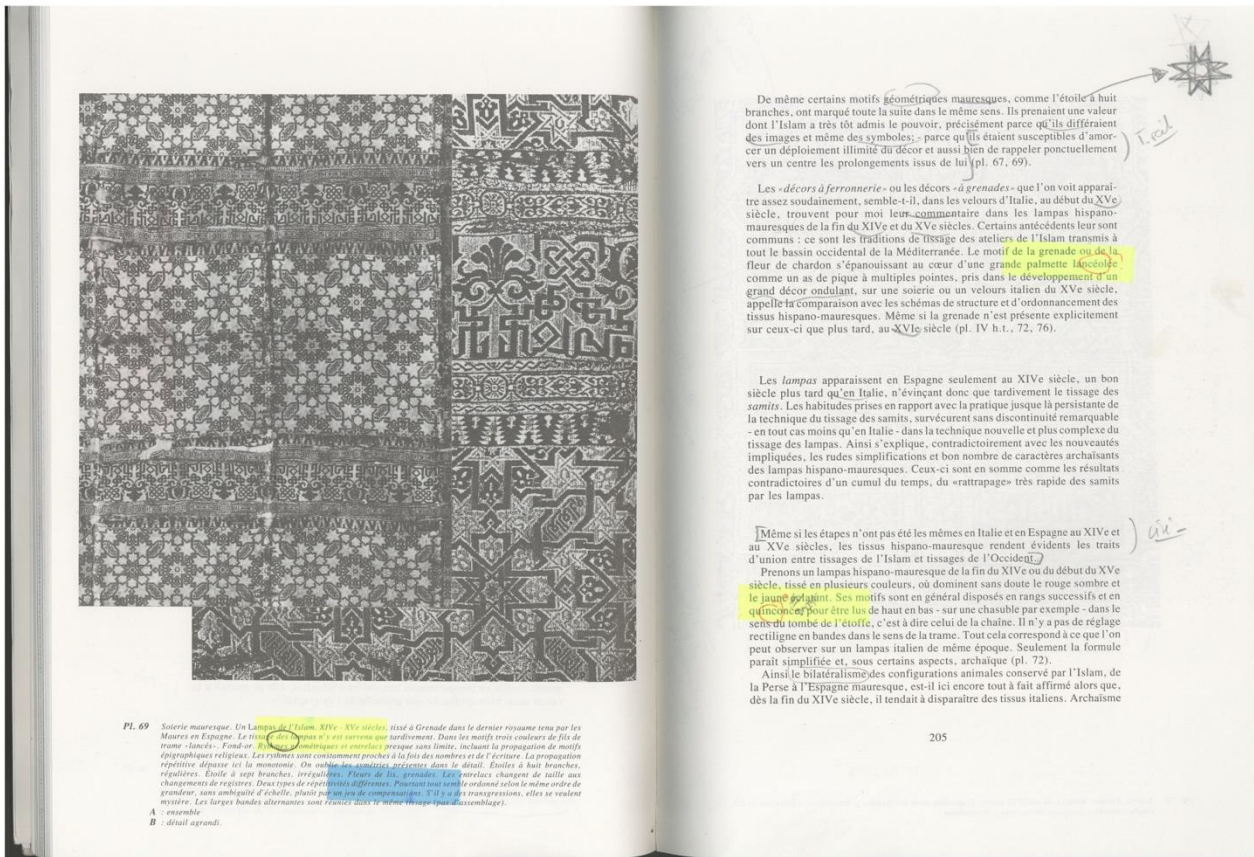 Pl. 69 Soierie mauresque. Un Lampas de l'Islam, XIVe - XVe siècles, tissé à Grenade dans le dernier royaume tenu par les
Maures en Espagne. Le tissage des lampas n'y est survenu que tardivement. Dans les motifs trois couleurs de fils de
trame «lancés». Fond-or. Rythmes géométriques et entrelacs presque sans limite, incluant la propagation de motifs
épigraphiques religieux. Les rythmes sont constamment proches à la fois des nombres et de l'écriture. La propagation
répétitive dépasse ici la monotonie. On oublie les symétries présentes dans le détail. Étoiles à huit branches,
régulières. Étoile à sept branches, irrégulières. Fleurs de lis, grenades. Les entrelacs changent de taille aux
changements de registres. Deux types de répétitivités différentes. Pourtant tout semble ordonné selon le même ordre de
grandeur, sans ambiguïté d'échelle, plutôt par un jeu de compensations. S'il y a des transgressions, elles se veulent
mystère. Les larges bandes alternantes sont réunies dans le même tissage (pas d'assemblage).
A : ensemble
B : détail agrandi.
De même certains motifs géométriques mauresques, comme l'étoile à huit
branches, ont marqué toute la suite dans le même sens. Ils prenaient une valeur
dont l'Islam a très tôt admis le pouvoir, précisément parce qu'ils différaient
des images et même des symboles; - parce qu'ils étaient susceptibles d'amor-
cer un déploiement illimité du décor et aussi bien de rappeler ponctuellement
vers un centre les prolongements issus de lui (pl. 67, 69).
Les «décors à ferronnerie» ou les décors «à grenades» que l'on voit apparaî-
tre assez soudainement, semble-t-il, dans les velours d'Italie, au début du XVe
siècle, trouvent pour moi leur commentaire dans les lampas hispano-
mauresques de la fin du XIVe et du XVe siècles. Certains antécédents leur sont
communs : ce sont les traditions de tissage des ateliers de l'Islam transmis à
tout le bassin occidental de la Méditerranée. Le motif de la grenade ou de la
fleur de chardon s'épanouissant au cœur d'une grande palmette lancéolée
comme un as de pique à multiples pointes, pris dans le développement d'un
grand décor ondulant, sur une soierie ou un velours italien du XVe siècle,
appelle la comparaison avec les schémas de structure et d'ordonnancement des
tissus hispano-mauresques. Même si la grenade n'est présente explicitement
sur ceux-ci que plus tard, au XVIe siècle (pl. IV h.t., 72, 76).
Les lampas apparaissent en Espagne seulement au XIVe siècle, un bon
siècle plus tard qu'en Italie, n'évinçant donc que tardivement le tissage des
samits. Les habitudes prises en rapport avec la pratique jusque là persistante de
la technique du tissage des samits, survécurent sans discontinuité remarquable
- en tout cas moins qu'en Italie - dans la technique nouvelle et plus complexe du
tissage des lampas. Ainsi s'explique, contradictoirement avec les nouveautés
impliquées, les rudes simplifications et bon nombre de caractères archaïsants
des lampas hispano-mauresques. Ceux-ci sont en somme comme les résultats
contradictoires d'un cumul du temps, du «rattrapage» très rapide des samits
par les lampas.
Même si les étapes n'ont pas été les mêmes en Italie et en Espagne au XIVe et
au XVe siècles, les tissus hispano-mauresque rendent évidents les traits
d'union entre tissages de l'Islam et tissages de l'Occident.
Prenons un lampas hispano-mauresque de la fin du XIVe ou du début du XVe
siècle, tissé en plusieurs couleurs, où dominent sans doute le rouge sombre et
le jaune éclatant. Ses motifs sont en général disposés en rangs successifs et en
quinconces pour être lus de haut en bas - sur une chasuble par exemple - dans le
sens du tombé de l'étoffe, c'est à dire celui de la chaîne. Il n'y a pas de réglage
rectiligne en bandes dans le sens de la trame. Tout cela correspond à ce que l'on
peut observer sur un lampas italien de même époque. Seulement la formule
paraît simplifiée et, sous certains aspects, archaïque (pl. 72).
Ainsi le bilatéralisme des configurations animales conservé par l'Islam, de
la Perse à l'Espagne mauresque, est-il ici encore tout à fait affirmé alors que,
dès la fin du XIVe siècle, il tendait à disparaître des tissus italiens. Archaïsme
205